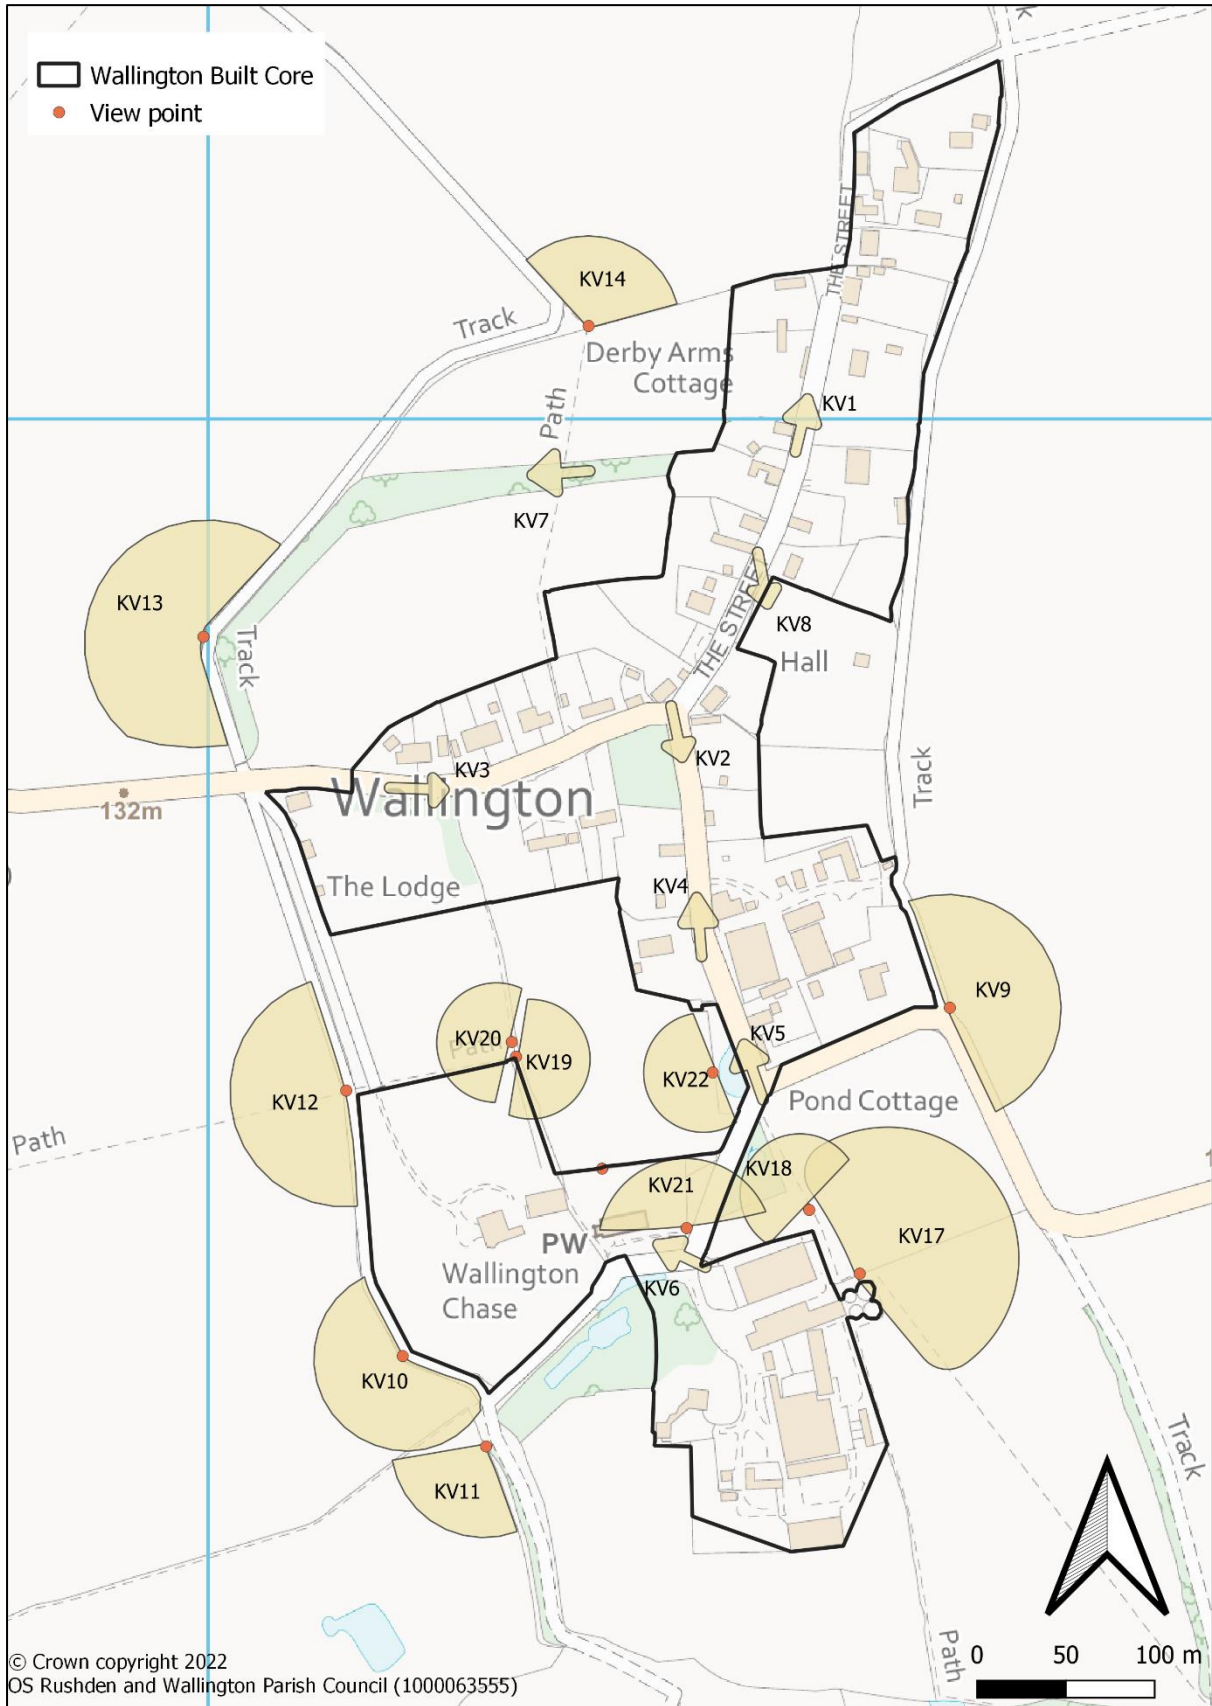 Wallington Built Core
View point
KV14
Track
Derby Arms
Cottage
THE STREET
Path
KV1
KV7
KV13
THE STREET
KV8
Hall
Track
KV2
KV3
Wallington
132m
Track
The Lodge
KV4
KV9
KV20
Path
KV19
KV5
KV22
KV12
Pond Cottage
Path
KV18
KV21
KV17
PW
Wallington
Chase
KV6
KV10
KV11
Track
Path
0 50 100 m
© Crown copyright 2022
OS Rushden and Wallington Parish Council (1000063555)